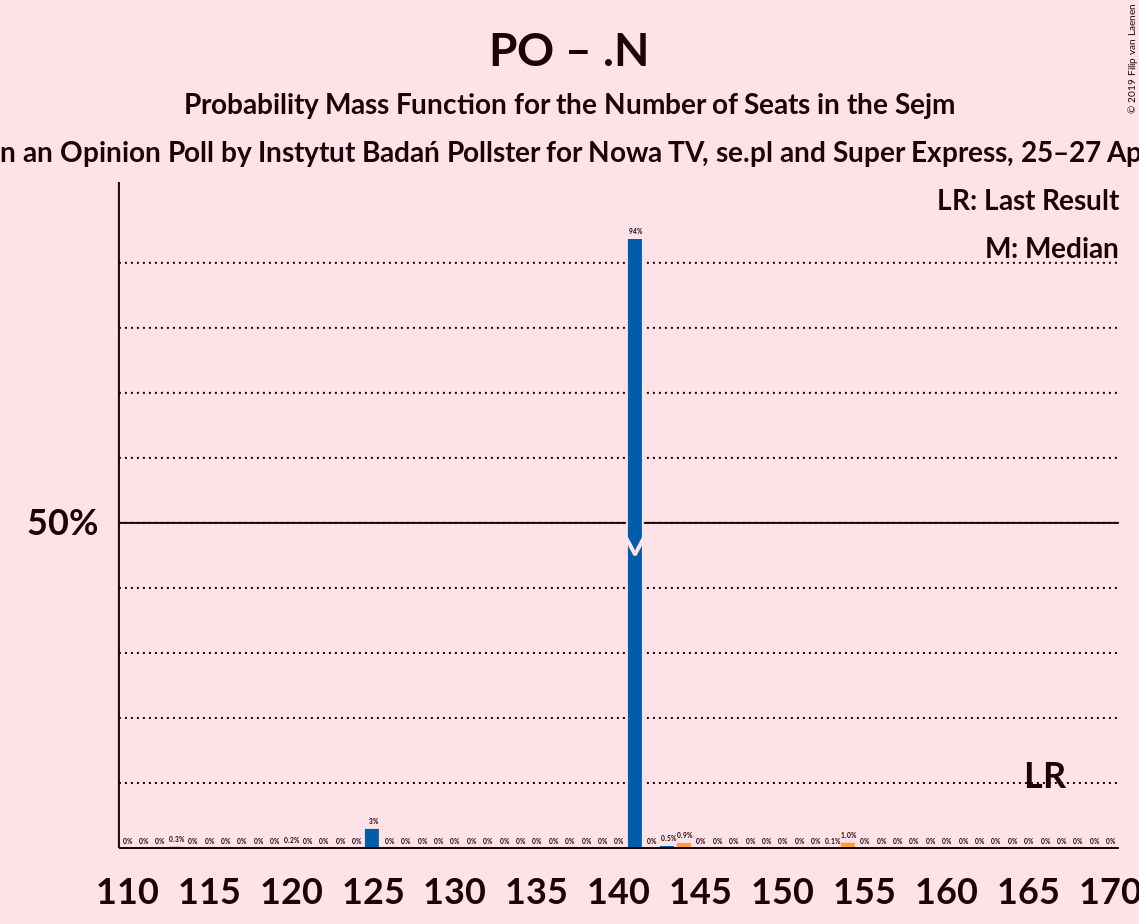 © 2019 Filip van Laenen
PO – .N
Probability Mass Function for the Number of Seats in the Sejm
n an Opinion Poll by Instytut Badań Pollster for Nowa TV, se.pl and Super Express, 25–27 Ap
LR: Last Result
M: Median
94%
50%
M
LR
0% 0% 0% 0.3% 0% 0% 0% 0% 0% 0% 0.2% 0% 0% 0% 0% 3% 0% 0% 0% 0% 0% 0% 0% 0% 0% 0% 0% 0% 0% 0% 0% 0% 0.5% 0.9% 0% 0% 0% 0% 0% 0% 0% 0% 0.1% 1.0% 0% 0% 0% 0% 0% 0% 0% 0% 0% 0% 0% 0% 0% 0% 0% 0%
110 115 120 125 130 135 140 145 150 155 160 165 170